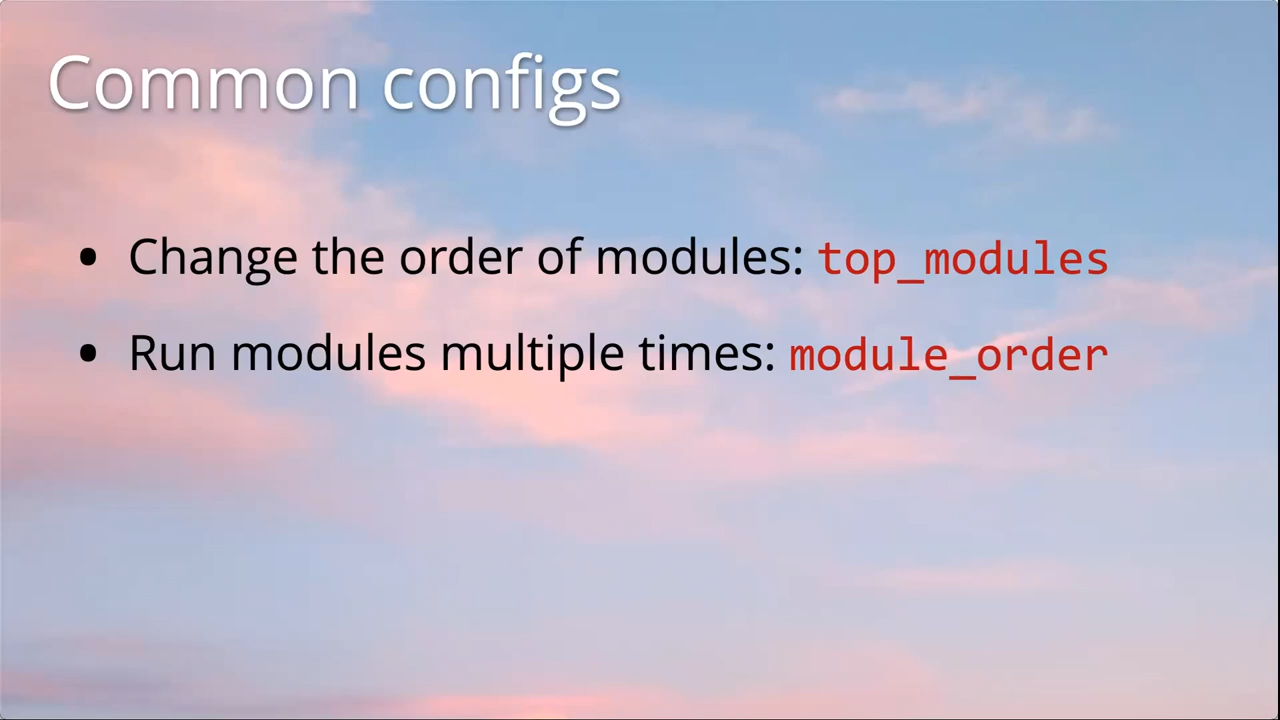 Common configs
• Change the order of modules: top_modules
• Run modules multiple times: module_order